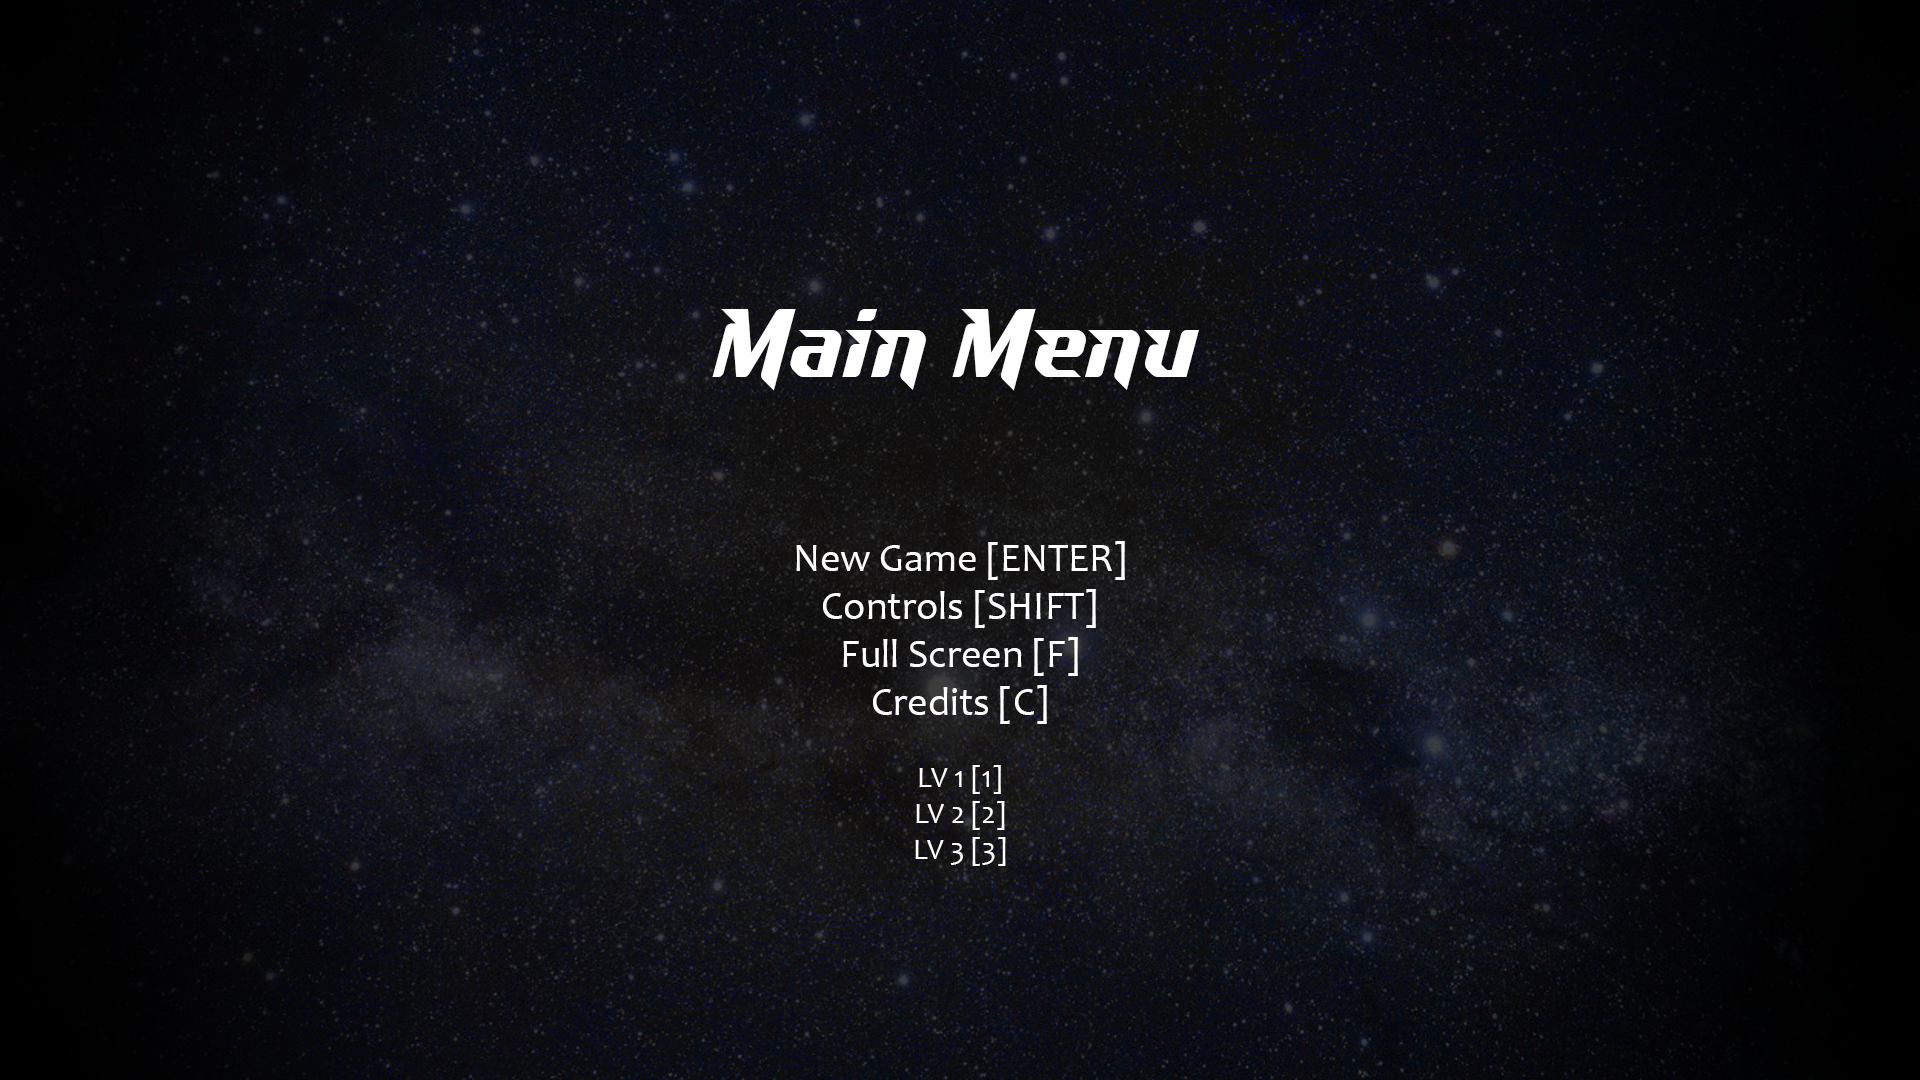 Main Menu
New Game [ENTER]
Controls [SHIFT]
Full Screen [F]
Credits [C]
LV 1 [1]
LV 2 [2]
LV 3 [3]